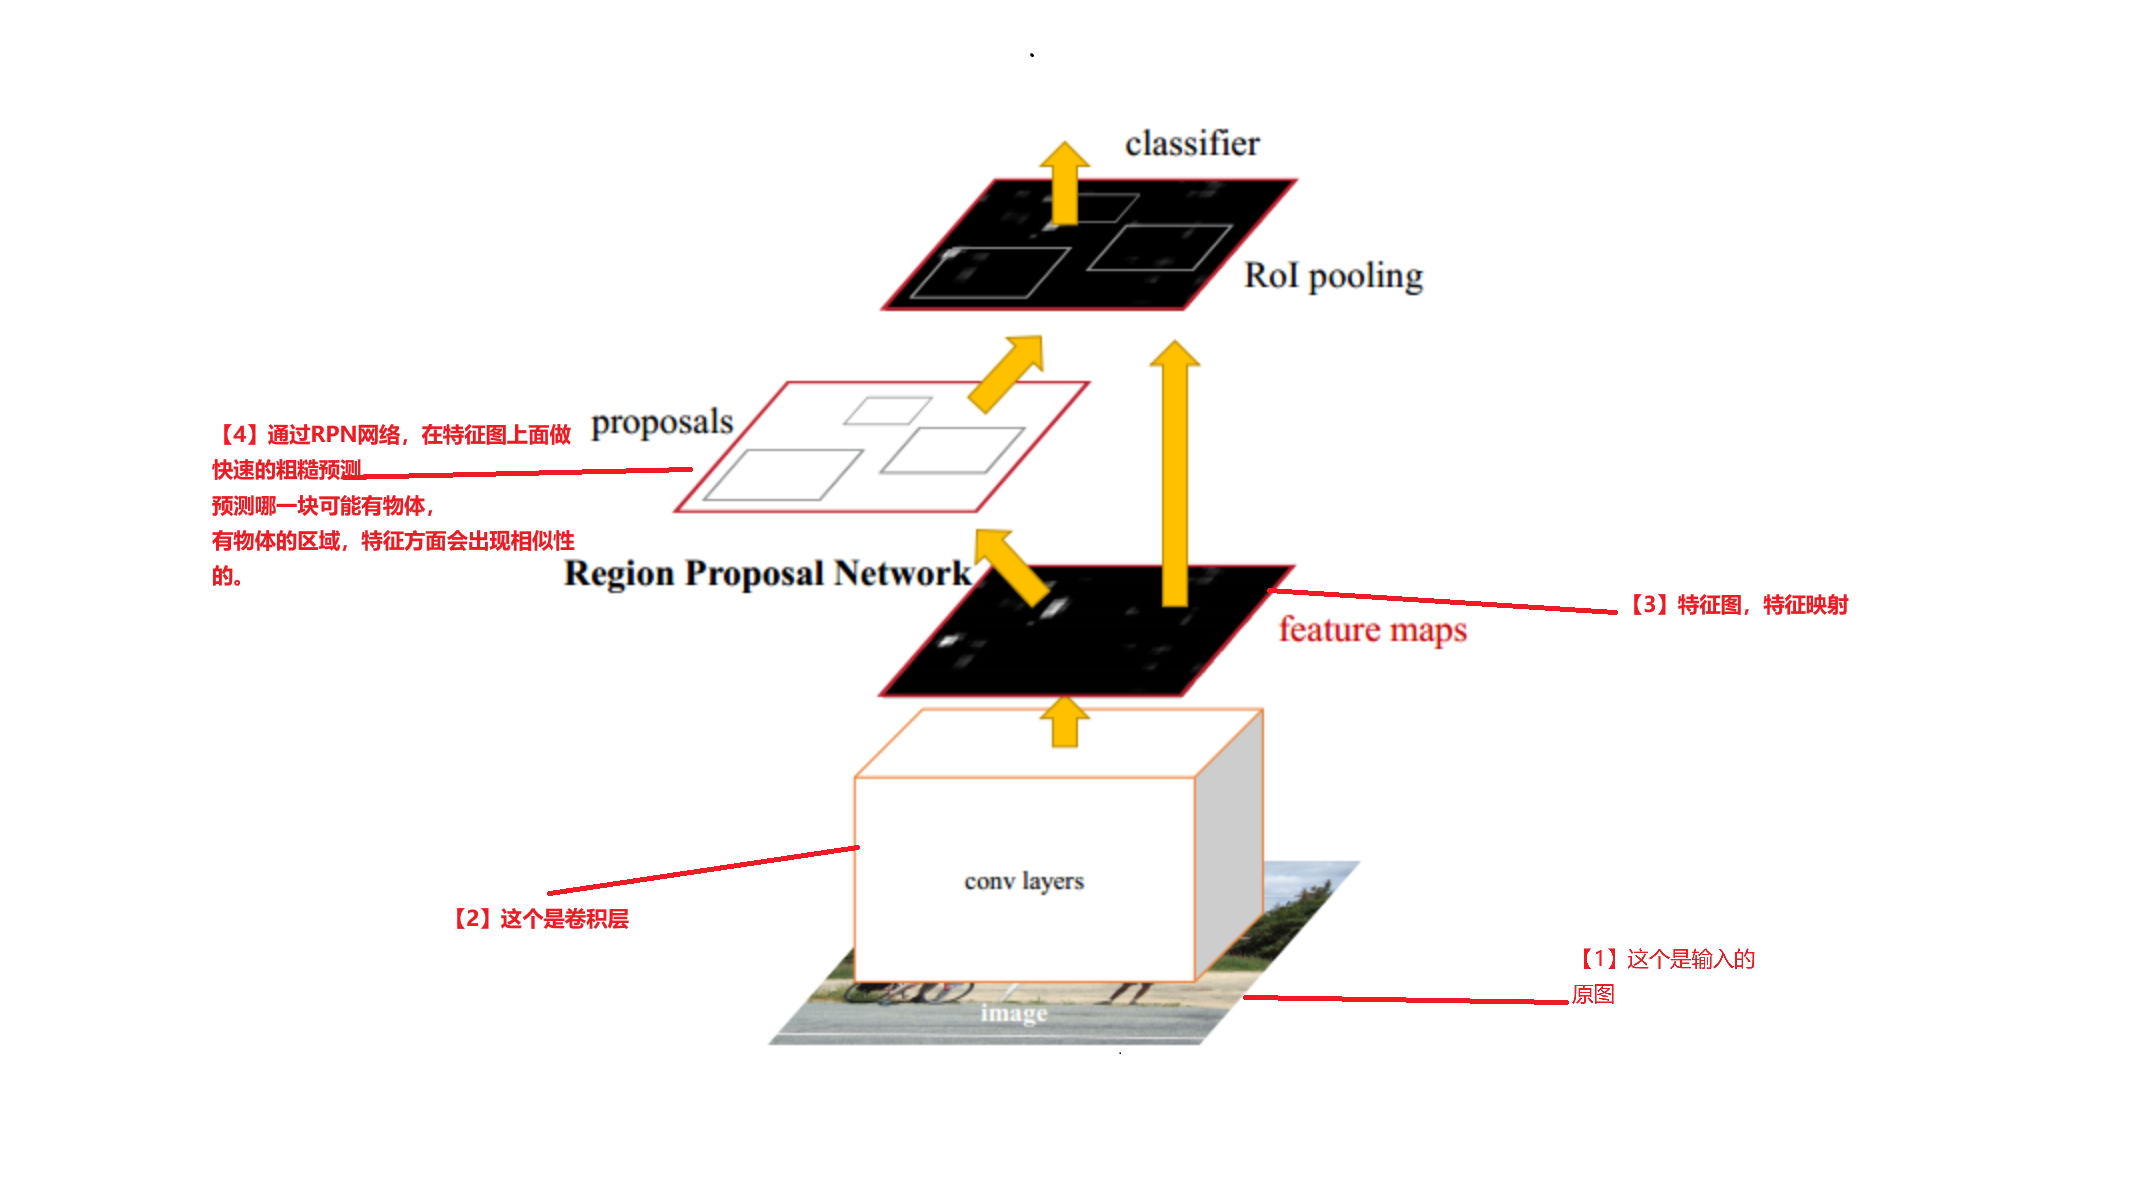 classifier
RoI pooling
proposals
【4】通过RPN网络，在特征图上面做
快速的粗糙预测
预测哪一块可能有物体，
有物体的区域，特征方面会出现相似性
的。
Region Proposal Network
【3】特征图，特征映射
feature maps
conv layers
【2】这个是卷积层
【1】这个是输入的
原图
image